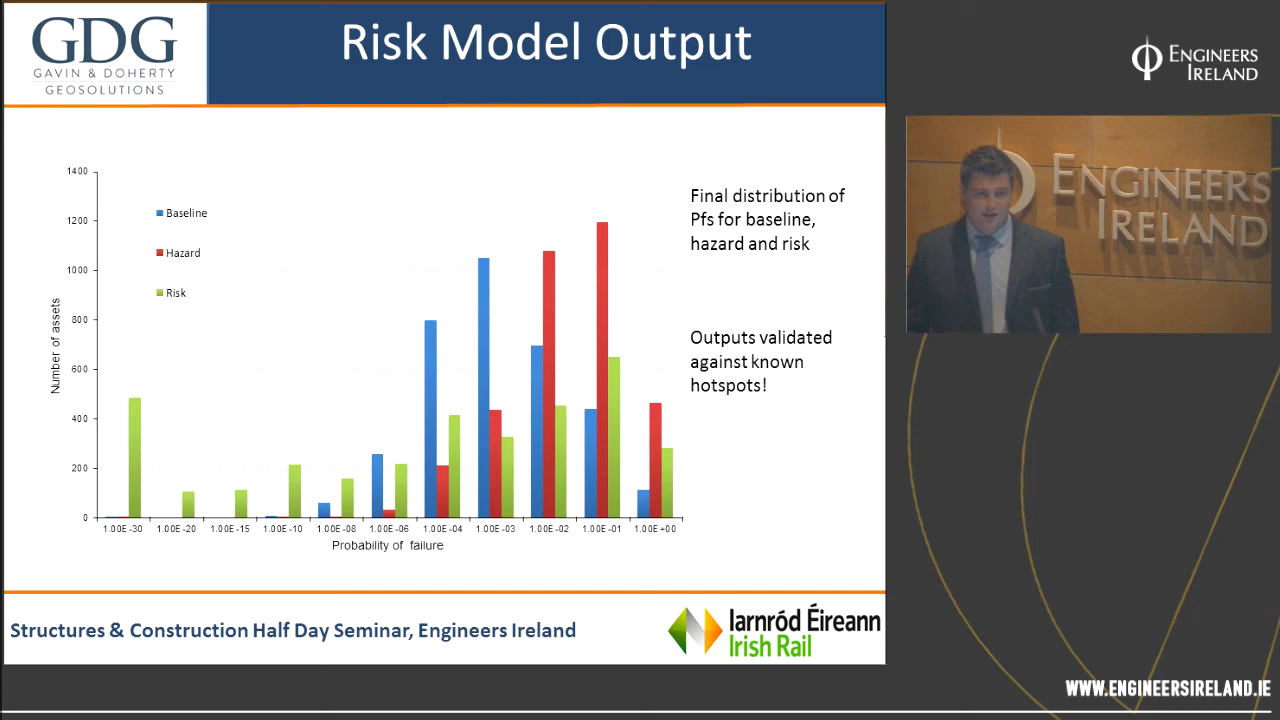 GDG
GAVIN & DOHERTY
GEOSOLUTIONS
Risk Model Output
ENGINEERS
IRELAND
ENGINEERS
IRELAND
1400
1200
1000
800
600
400
200
0
Number of assets
Baseline
Hazard
Risk
1.00E-30 1.00E-20 1.00E-15 1.00E-10 1.00E-08 1.00E-06 1.00E-04 1.00E-03 1.00E-02 1.00E-01 1.00E+00
Probability of failure
Final distribution of
Pfs for baseline,
hazard and risk
Outputs validated
against known
hotspots!
Structures & Construction Half Day Seminar, Engineers Ireland
Iarnród Éireann
Irish Rail
WWW.ENGINEERSIRELAND.IE